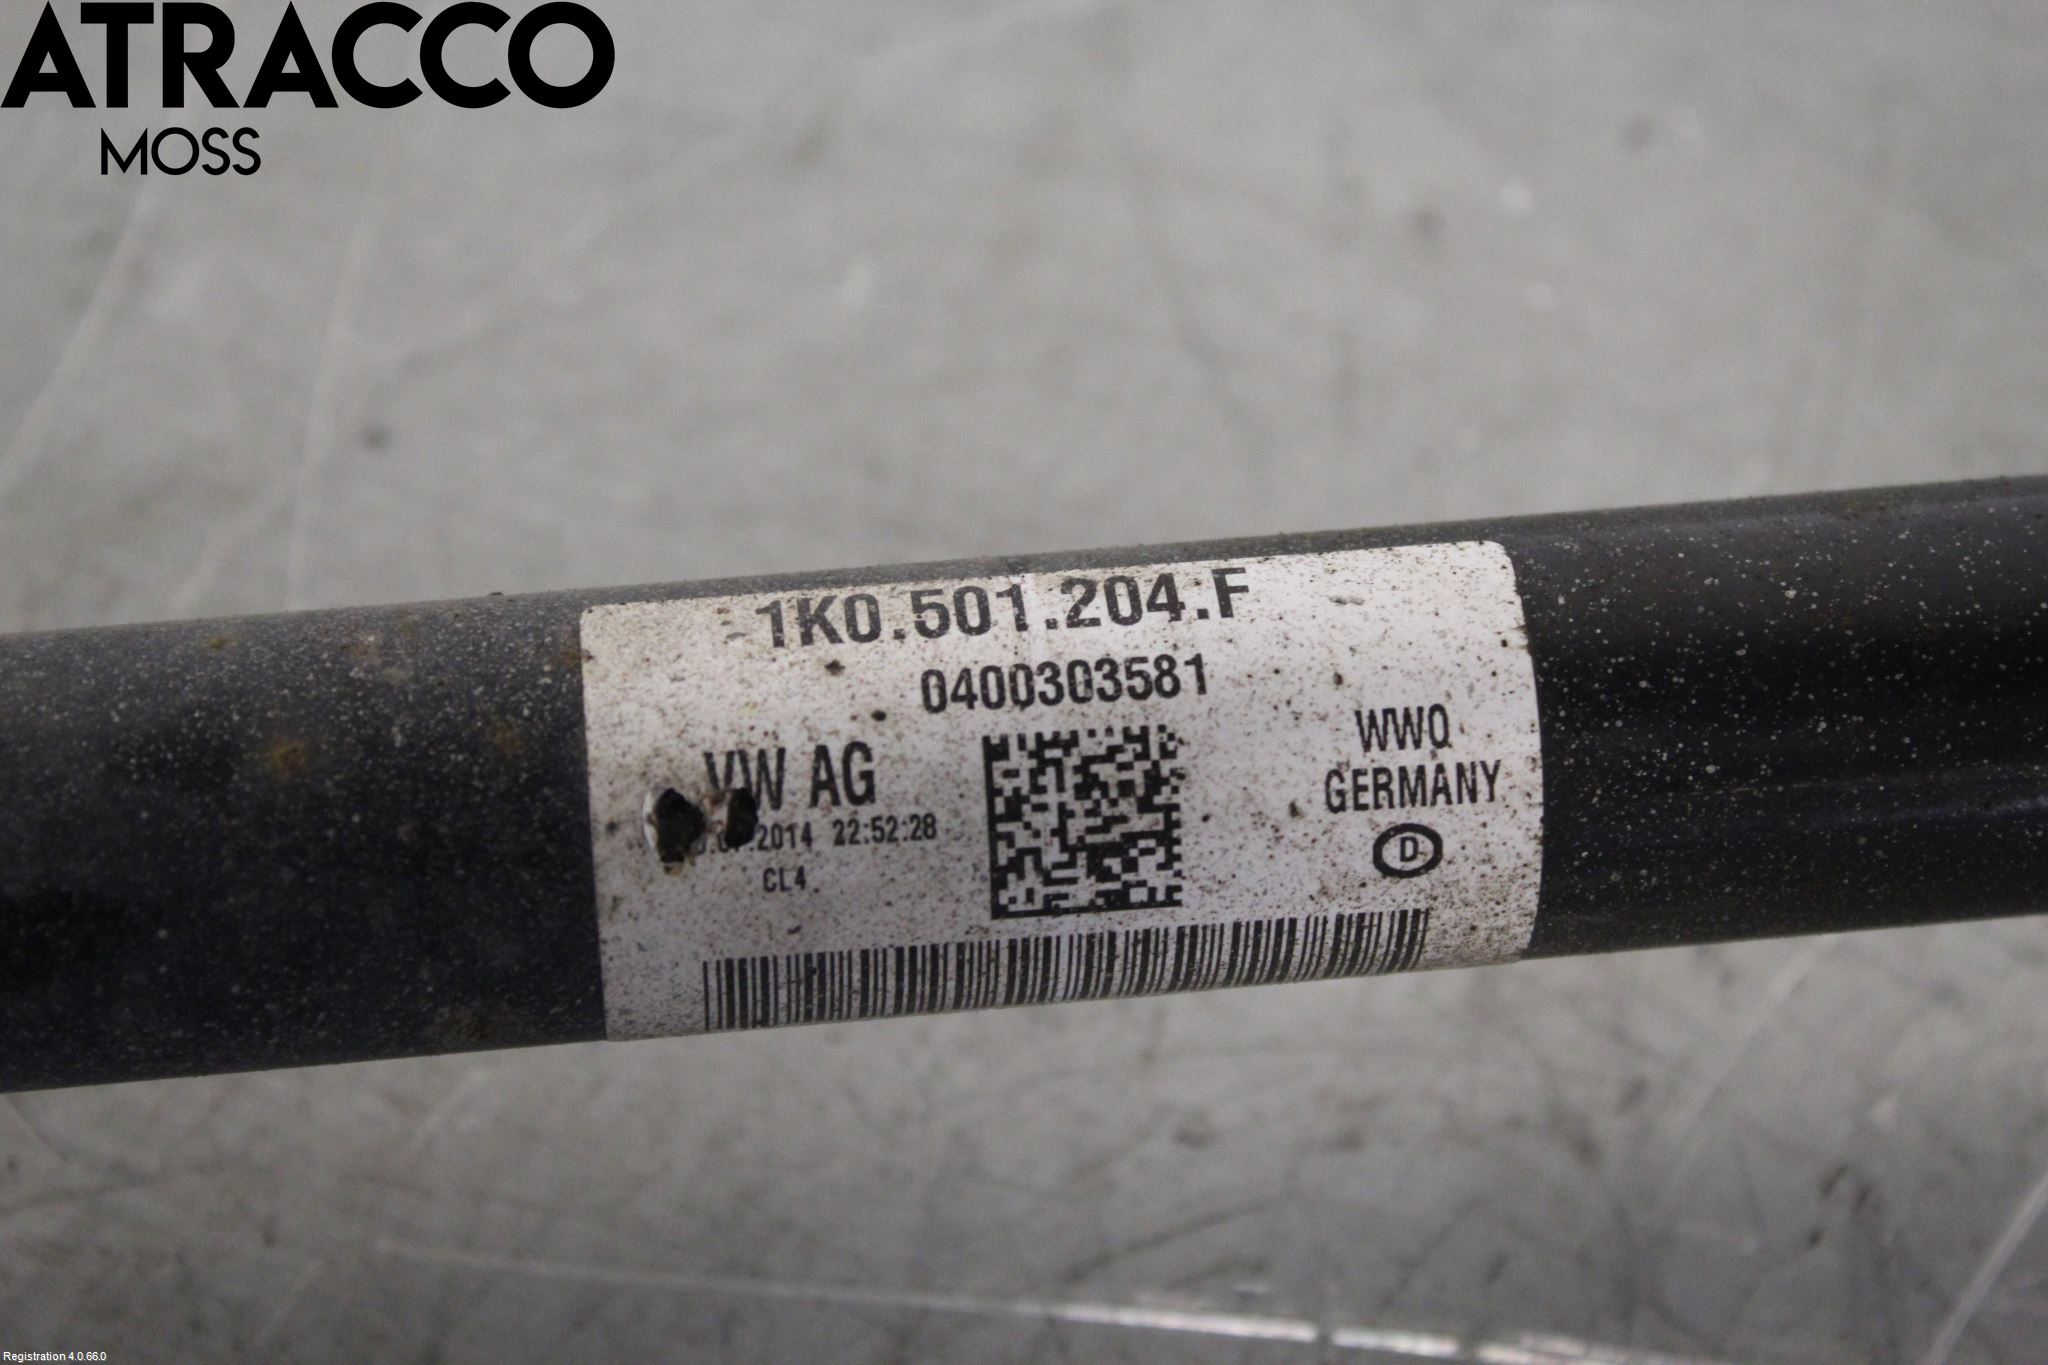 ATRACCO
MOSS
1K0.501.204.F
0400303581
VW AG
WWO
GERMANY
22:52:28
D
CL4
Registration 4.0.66.0